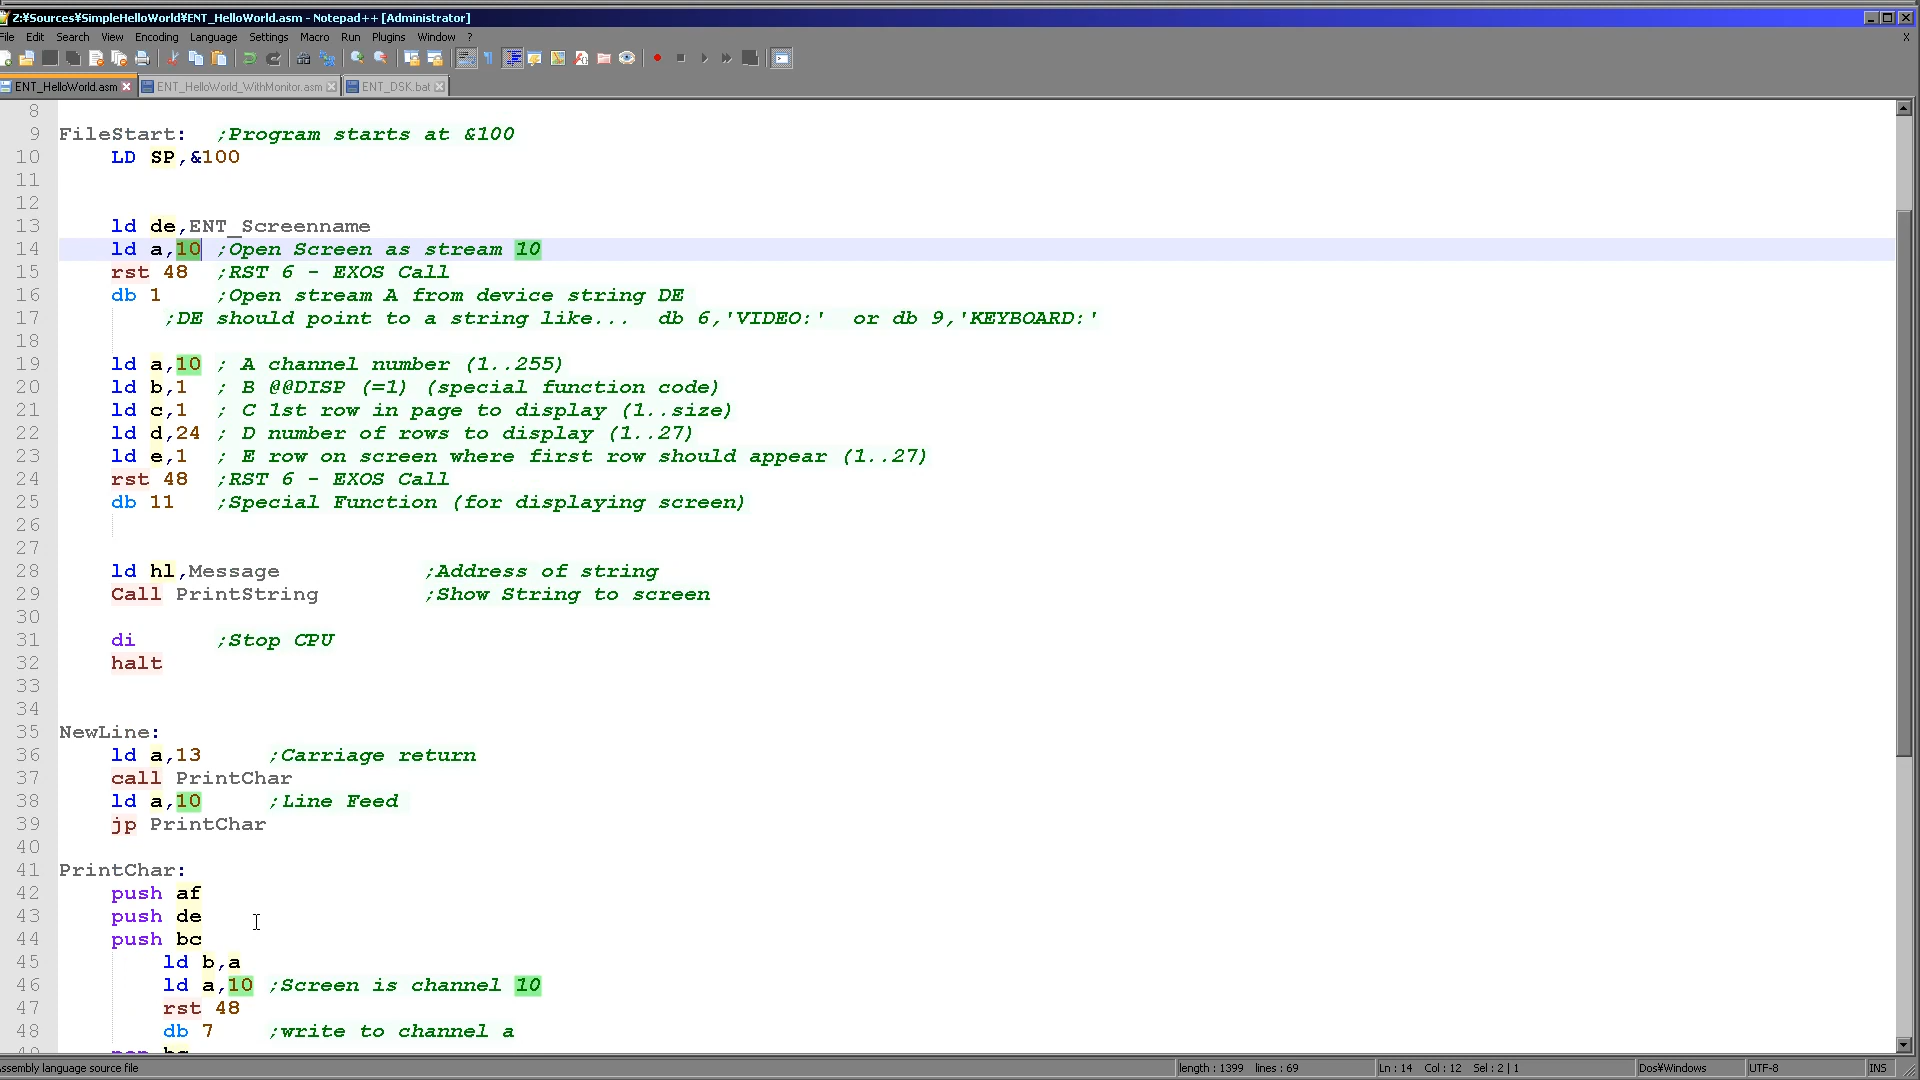 Z:¥Sources¥SimpleHelloWorld¥ENT_HelloWorld.asm - Notepad++ [Administrator]
File Edit Search View Encoding Language Settings Macro Run Plugins Window ? X
ENT_HelloWorld.asm ENT_HelloWorld_WithMonitor.asm ENT_DSK.bat
8
9 FileStart: ;Program starts at &100
10 LD SP,&100
11
12
13 ld de,ENT_Screenname
14 ld a,10 ;Open Screen as stream 10
15 rst 48 ;RST 6 - EXOS Call
16 db 1 ;Open stream A from device string DE
17 ;DE should point to a string like... db 6,'VIDEO:' or db 9,'KEYBOARD:'
18
19 ld a,10 ; A channel number (1..255)
20 ld b,1 ; B @@DISP (=1) (special function code)
21 ld c,1 ; C 1st row in page to display (1..size)
22 ld d,24 ; D number of rows to display (1..27)
23 ld e,1 ; E row on screen where first row should appear (1..27)
24 rst 48 ;RST 6 - EXOS Call
25 db 11 ;Special Function (for displaying screen)
26
27
28 ld hl,Message ;Address of string
29 Call PrintString ;Show String to screen
30
31 di ;Stop CPU
32 halt
33
34
35 NewLine:
36 ld a,13 ;Carriage return
37 call PrintChar
38 ld a,10 ;Line Feed
39 jp PrintChar
40
41 PrintChar:
42 push af
43 push de
44 push bc
45 ld b,a
46 ld a,10 ;Screen is channel 10
47 rst 48
48 db 7 ;write to channel a
ssembly language source file length : 1399 lines : 69 Ln : 14 Col : 12 Sel : 2 | 1 Dos¥Windows UTF-8 INS